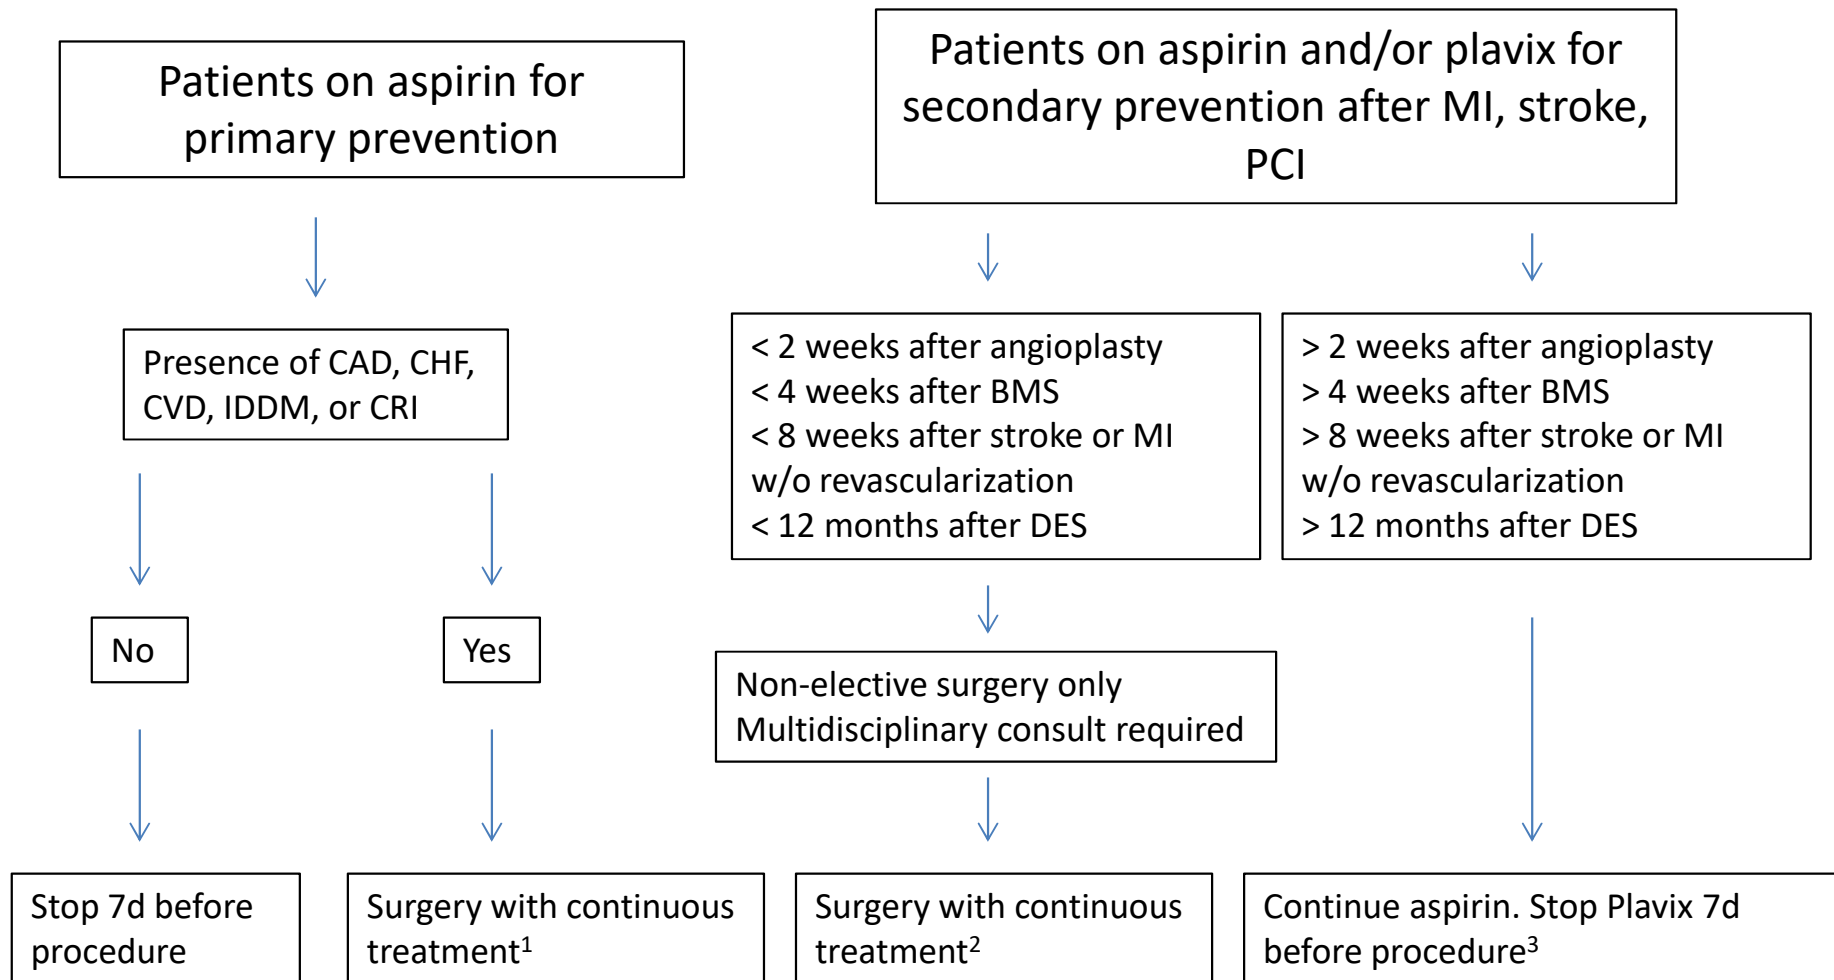 Patients on aspirin for
primary prevention
Patients on aspirin and/or plavix for
secondary prevention after MI, stroke,
PCI
Presence of CAD, CHF,
CVD, IDDM, or CRI
< 2 weeks after angioplasty
< 4 weeks after BMS
< 8 weeks after stroke or MI
w/o revascularization
< 12 months after DES
> 2 weeks after angioplasty
> 4 weeks after BMS
> 8 weeks after stroke or MI
w/o revascularization
> 12 months after DES
No
Yes
Non-elective surgery only
Multidisciplinary consult required
Stop 7d before
procedure
Surgery with continuous
treatment¹
Surgery with continuous
treatment²
Continue aspirin. Stop Plavix 7d
before procedure³